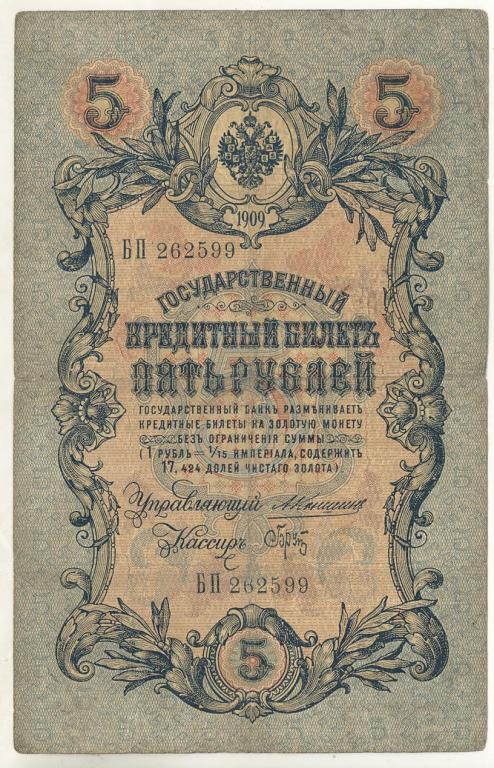 5 5
1909
БП 262599
ГОСУДАРСТВЕННЫЙ
КРЕДИТНЫЙ БИЛЕТЪ
ПЯТЬ РУБЛЕЙ
ГОСУДАРСТВЕННЫЙ БАНКЪ РАЗМѢНИВАЕТЪ
КРЕДИТНЫЕ БИЛЕТЫ НА ЗОЛОТУЮ МОНЕТУ
БЕЗЪ ОГРАНИЧЕНІЯ СУММЫ
(1 РУБЛЬ = 1/15 ИМПЕРІАЛА, СОДЕРЖИТЪ
17,424 ДОЛЕЙ ЧИСТАГО ЗОЛОТА).
Управляющій
Кассиръ
БП 262599
5